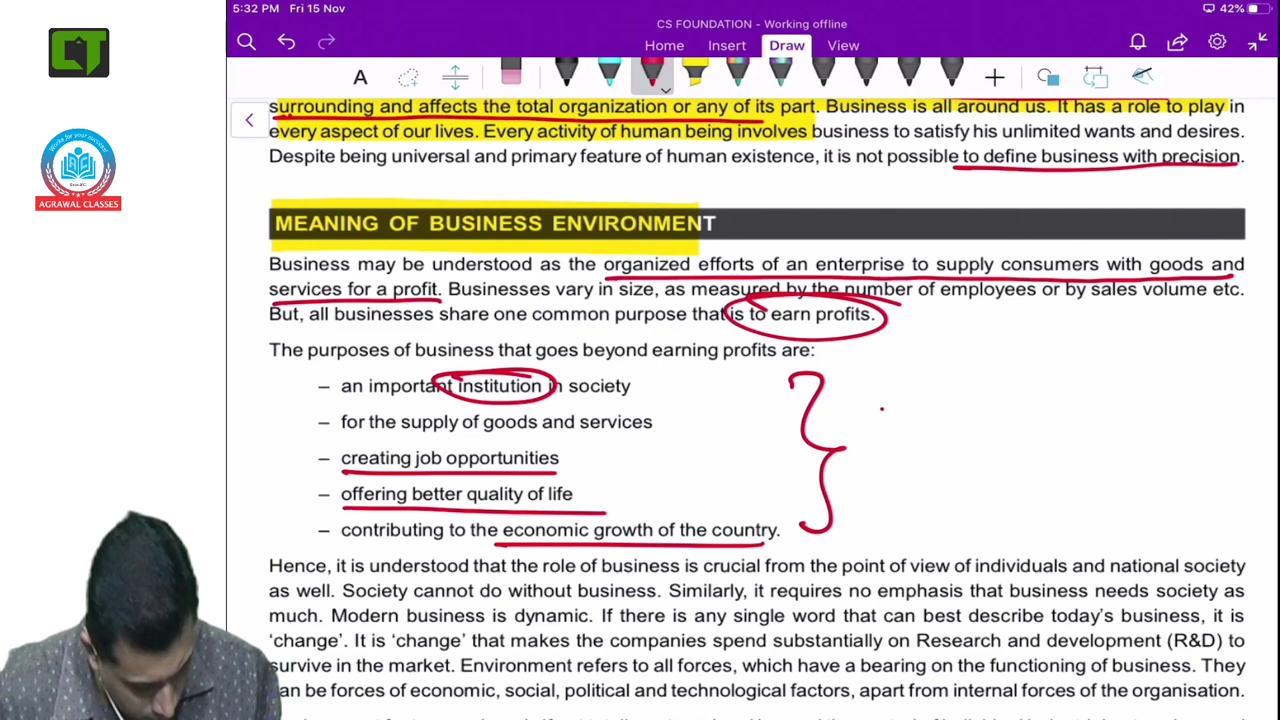 5:32 PM Fri 15 Nov
42%
CS FOUNDATION - Working offline
Home Insert Draw View
CT
surrounding and affects the total organization or any of its part. Business is all around us. It has a role to play in
every aspect of our lives. Every activity of human being involves business to satisfy his unlimited wants and desires.
Despite being universal and primary feature of human existence, it is not possible to define business with precision.
AGRAWAL CLASSES
MEANING OF BUSINESS ENVIRONMENT
Business may be understood as the organized efforts of an enterprise to supply consumers with goods and
services for a profit. Businesses vary in size, as measured by the number of employees or by sales volume etc.
But, all businesses share one common purpose that is to earn profits.
The purposes of business that goes beyond earning profits are:
– an important institution in society
– for the supply of goods and services
– creating job opportunities
– offering better quality of life
– contributing to the economic growth of the country.
Hence, it is understood that the role of business is crucial from the point of view of individuals and national society
as well. Society cannot do without business. Similarly, it requires no emphasis that business needs society as
much. Modern business is dynamic. If there is any single word that can best describe today's business, it is
‘change’. It is ‘change’ that makes the companies spend substantially on Research and development (R&D) to
survive in the market. Environment refers to all forces, which have a bearing on the functioning of business. They
can be forces of economic, social, political and technological factors, apart from internal forces of the organisation.